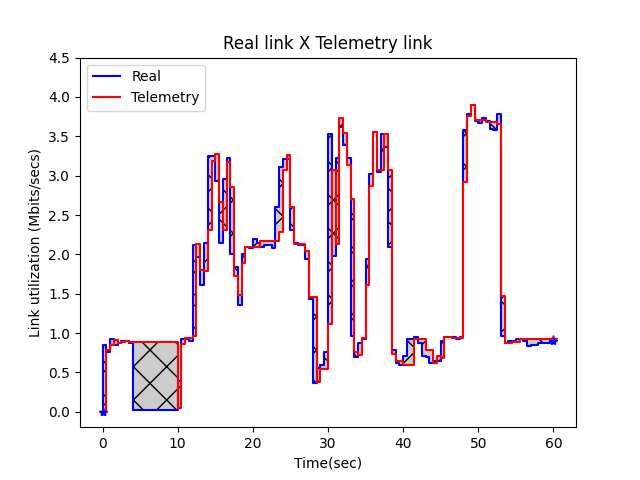 Real link X Telemetry link
Real
Telemetry
Link utilization (Mbits/secs)
4.5
4.0
3.5
3.0
2.5
2.0
1.5
1.0
0.5
0.0
0 10 20 30 40 50 60
Time(sec)